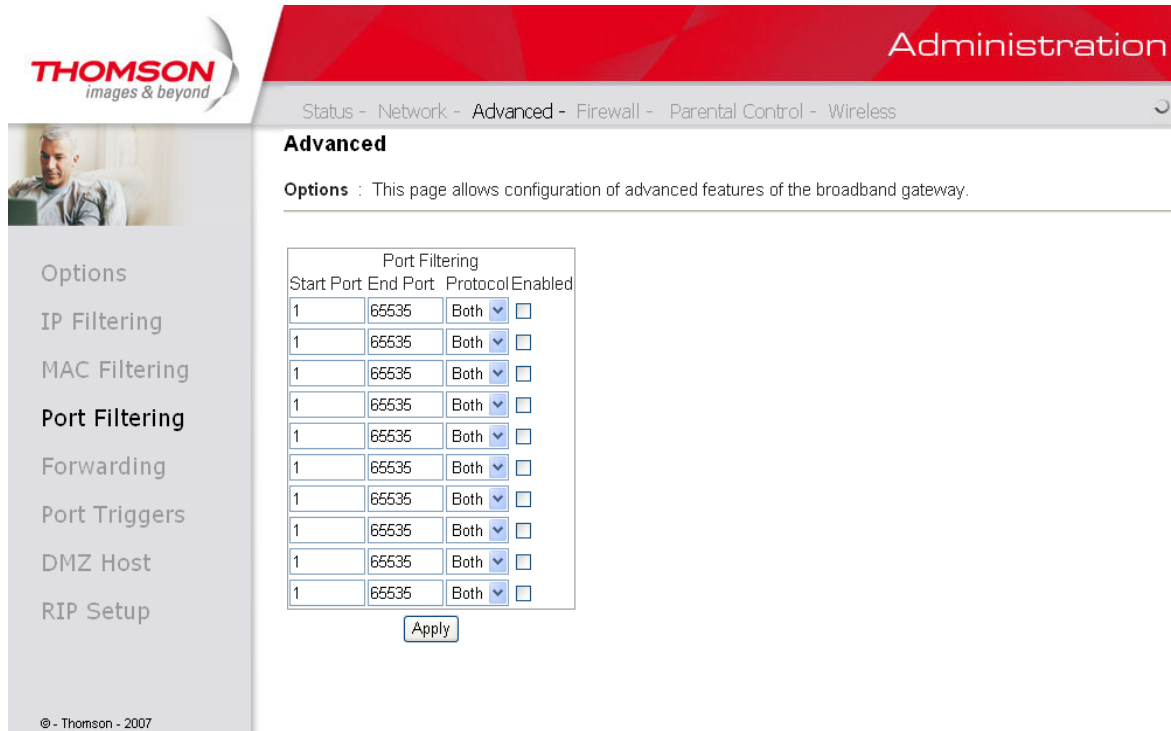 THOMSON
images & beyond
Administration
Status - Network - Advanced - Firewall - Parental Control - Wireless
Advanced
Options : This page allows configuration of advanced features of the broadband gateway.
Options
IP Filtering
MAC Filtering
Port Filtering
Forwarding
Port Triggers
DMZ Host
RIP Setup
Port Filtering
Start Port End Port Protocol Enabled
1 65535 Both
1 65535 Both
1 65535 Both
1 65535 Both
1 65535 Both
1 65535 Both
1 65535 Both
1 65535 Both
1 65535 Both
1 65535 Both
Apply
© - Thomson - 2007